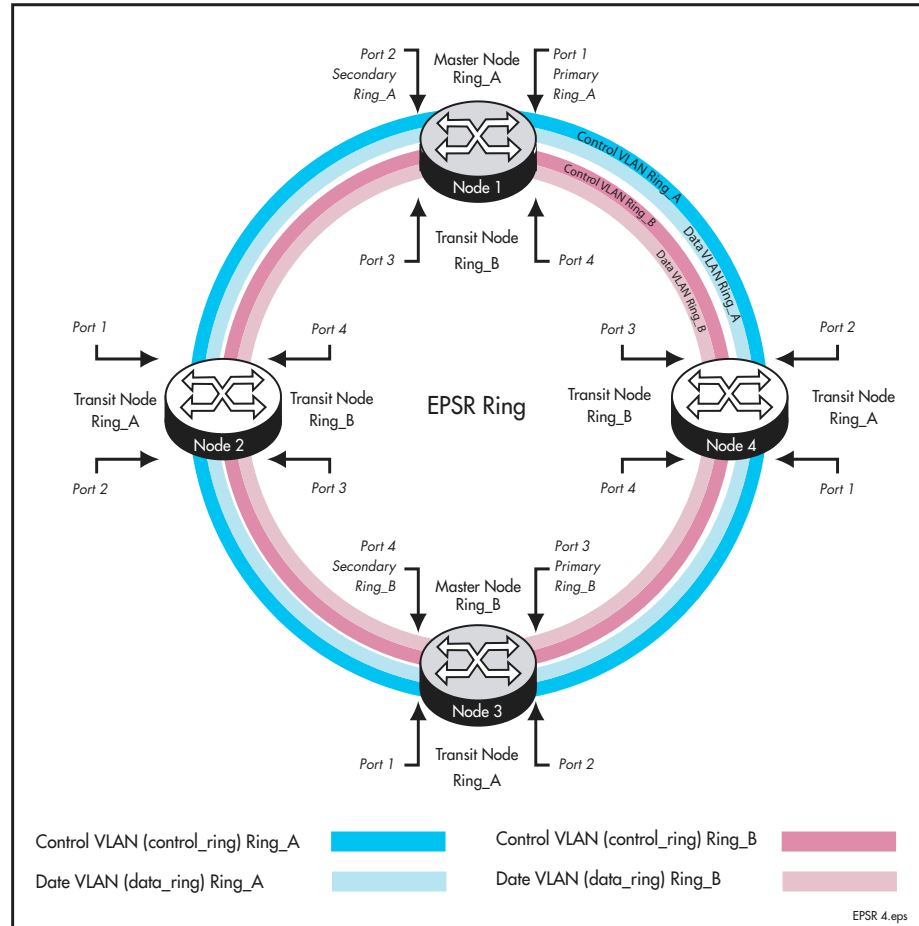 Port 2
Secondary
Ring_A
Master Node
Ring_A
Port 1
Primary
Ring_A
Control VLAN Ring_A
Control VLAN Ring_B
Data VLAN Ring_A
Data VLAN Ring_B
Node 1
Port 3
Transit Node
Ring_B
Port 4
Port 1
Port 4
Transit Node
Ring_A
Transit Node
Ring_B
Node 2
Port 2
Port 3
EPSR Ring
Port 3
Port 2
Transit Node
Ring_B
Transit Node
Ring_A
Node 4
Port 4
Port 1
Port 4
Secondary
Ring_B
Master Node
Ring_B
Port 3
Primary
Ring_B
Node 3
Port 1
Transit Node
Ring_A
Port 2
Control VLAN (control_ring) Ring_A
Control VLAN (control_ring) Ring_B
Date VLAN (data_ring) Ring_A
Date VLAN (data_ring) Ring_B
EPSR 4.eps